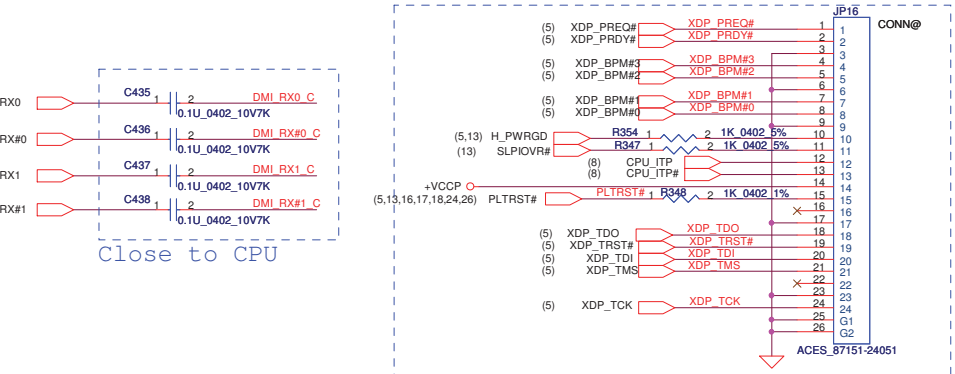 RX0 C435 1 2 DMI_RX0_C
0.1U_0402_10V7K
RX#0 C436 1 2 DMI_RX#0_C
0.1U_0402_10V7K
RX1 C437 1 2 DMI_RX1_C
0.1U_0402_10V7K
RX#1 C438 1 2 DMI_RX#1_C
0.1U_0402_10V7K
Close to CPU
JP16
CONN@
(5) XDP_PREQ# XDP_PREQ# 1 1
(5) XDP_PRDY# XDP_PRDY# 2 2
3 3
(5) XDP_BPM#3 XDP_BPM#3 4 4
(5) XDP_BPM#2 XDP_BPM#2 5 5
6 6
(5) XDP_BPM#1 XDP_BPM#1 7 7
(5) XDP_BPM#0 XDP_BPM#0 8 8
9 9
(5,13) H_PWRGD R354 1 2 1K_0402_5% 10 10
(13) SLPIOVR# R347 1 2 1K_0402_5% 11 11
(8) CPU_ITP 12 12
(8) CPU_ITP# 13 13
+VCCP 14 14
(5,13,16,17,18,24,26) PLTRST# PLTRST# R348 1 2 1K_0402_1% 15 15
16 16
17 17
(5) XDP_TDO XDP_TDO 18 18
(5) XDP_TRST# XDP_TRST# 19 19
(5) XDP_TDI XDP_TDI 20 20
(5) XDP_TMS XDP_TMS 21 21
22 22
23 23
(5) XDP_TCK XDP_TCK 24 24
25 G1
26 G2
ACES_87151-24051